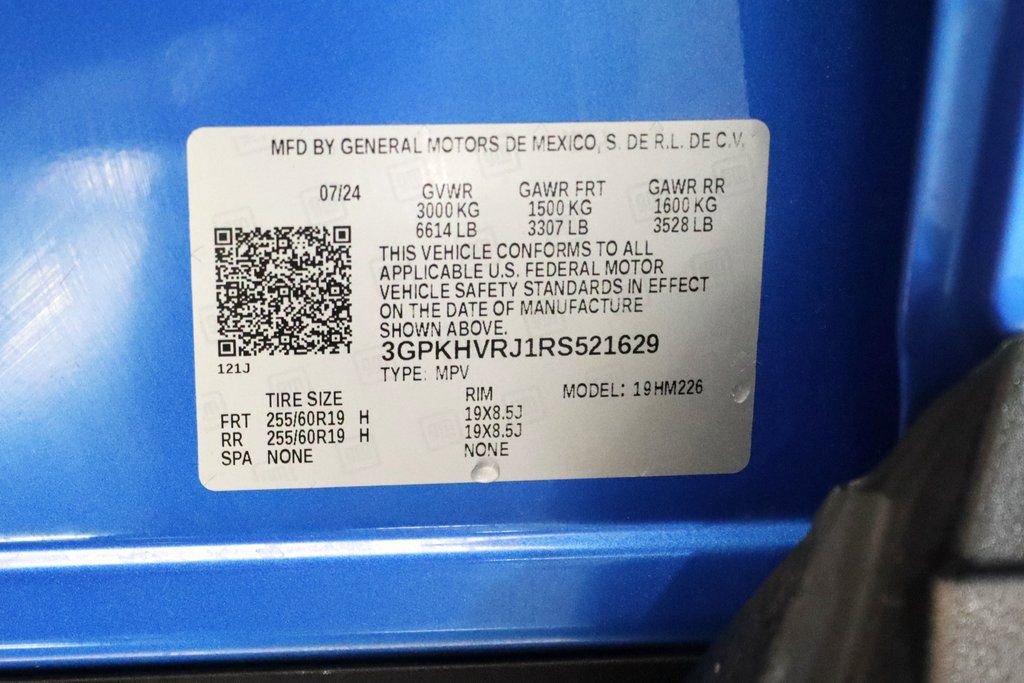 MFD BY GENERAL MOTORS DE MEXICO, S. DE R.L. DE C.V.
07/24 GVWR GAWR FRT GAWR RR
3000 KG 1500 KG 1600 KG
6614 LB 3307 LB 3528 LB
THIS VEHICLE CONFORMS TO ALL
APPLICABLE U.S. FEDERAL MOTOR
VEHICLE SAFETY STANDARDS IN EFFECT
ON THE DATE OF MANUFACTURE
SHOWN ABOVE.
3GPKHVRJ1RS521629
121J
TYPE: MPV
TIRE SIZE RIM MODEL: 19HM226
FRT 255/60R19 H 19X8.5J
RR 255/60R19 H 19X8.5J
SPA NONE NONE